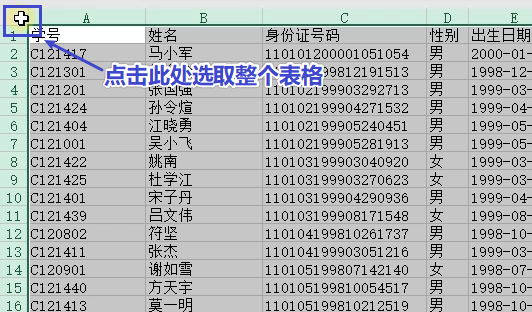 A B C D E
1 学号 姓名 身份证号码 性别 出生日期
2 C121417 马小军 110101200001051054 男 2000-01-
点击此处选取整个表格
3 C121301 199812191513 男 1998-12-
4 C121201 张国强 110102199903292713 男 1999-03-
5 C121424 孙令煊 110102199904271532 男 1999-04-
6 C121404 江晓勇 110102199905240451 男 1999-05-
7 C121001 吴小飞 110102199905281913 男 1999-05-
8 C121422 姚南 110103199903040920 女 1999-03-
9 C121425 杜学江 110103199903270623 女 1999-03-
10 C121401 宋子丹 110103199904290936 男 1999-04-
11 C121439 吕文伟 110103199908171548 女 1999-08-
12 C120802 符坚 110104199810261737 男 1998-10-
13 C121411 张杰 110104199903051216 男 1999-03-
14 C120901 谢如雪 110105199807142140 女 1998-07-
15 C121440 方天宇 110105199810054517 男 1998-10-
16 C121413 莫一明 110105199810212519 男 1998-10-